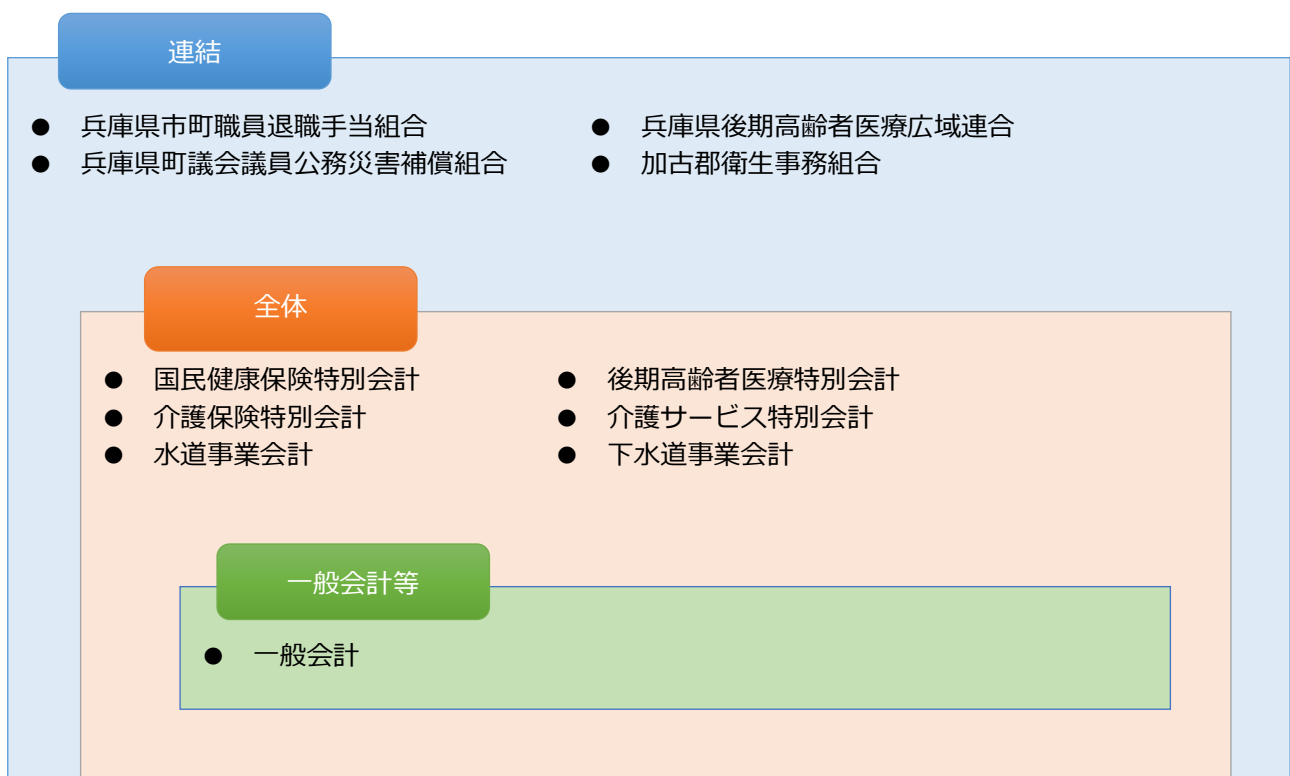 連結
● 兵庫県市町職員退職手当組合 ● 兵庫県後期高齢者医療広域連合
● 兵庫県町議会議員公務災害補償組合 ● 加古郡衛生事務組合
全体
● 国民健康保険特別会計 ● 後期高齢者医療特別会計
● 介護保険特別会計 ● 介護サービス特別会計
● 水道事業会計 ● 下水道事業会計
一般会計等
● 一般会計